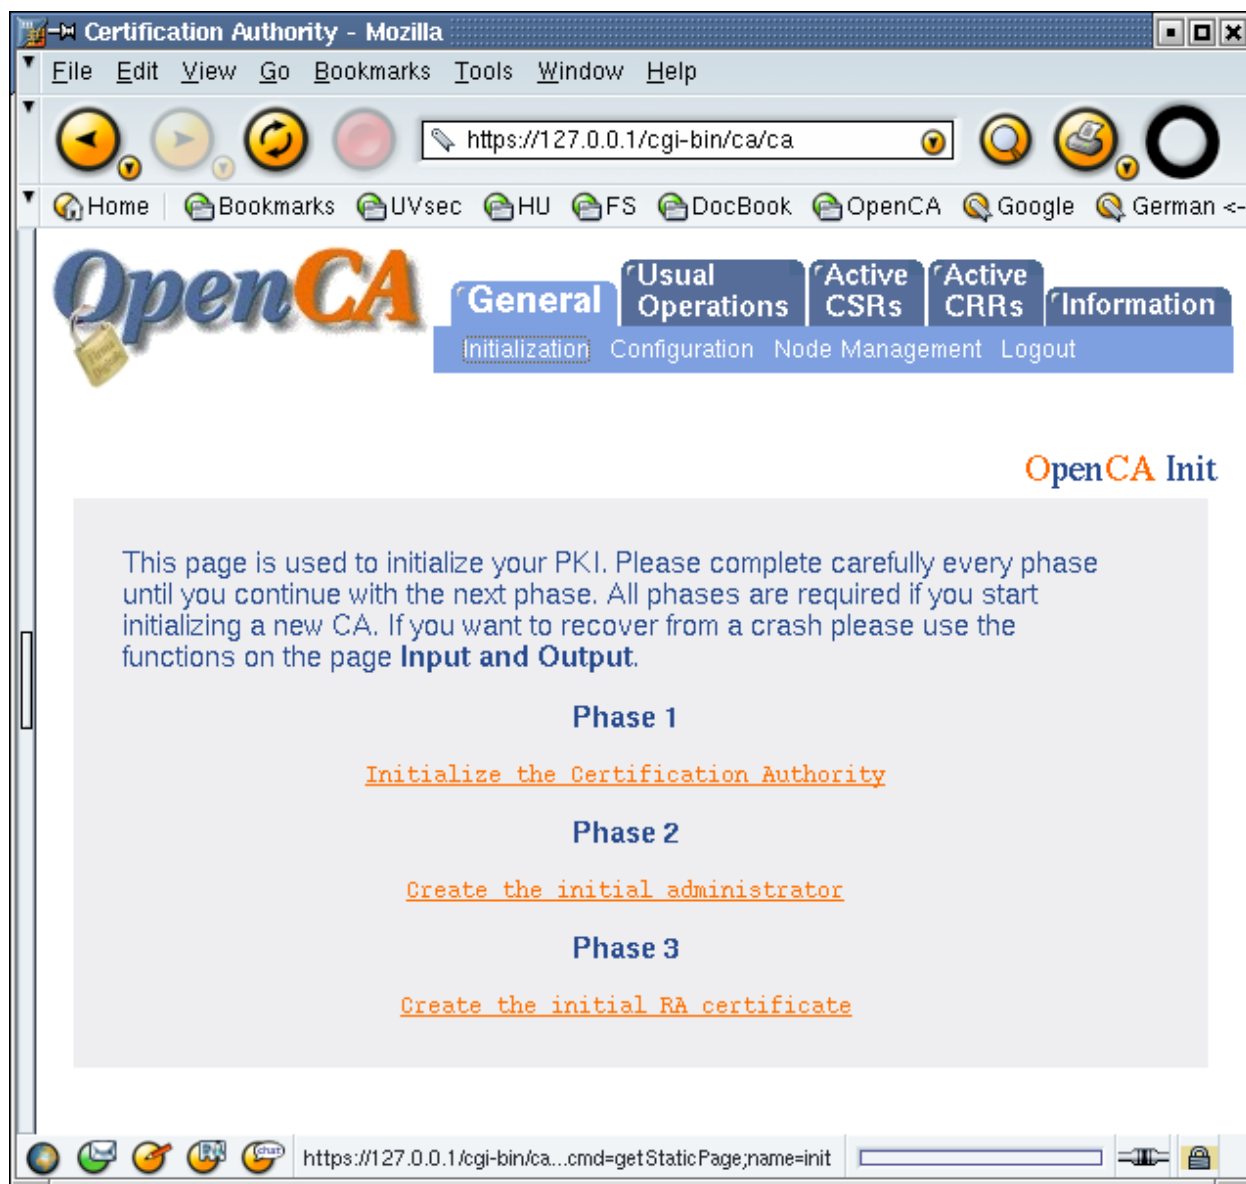 Certification Authority - Mozilla
File Edit View Go Bookmarks Tools Window Help
https://127.0.0.1/cgi-bin/ca/ca
Home Bookmarks UVsec HU FS DocBook OpenCA Google German <-
OpenCA
General
Usual Operations
Active CSRs
Active CRRs
Information
Initialization Configuration Node Management Logout
OpenCA Init
This page is used to initialize your PKI. Please complete carefully every phase
until you continue with the next phase. All phases are required if you start
initializing a new CA. If you want to recover from a crash please use the
functions on the page Input and Output.
Phase 1
Initialize the Certification Authority
Phase 2
Create the initial administrator
Phase 3
Create the initial RA certificate
https://127.0.0.1/cgi-bin/ca...cmd=getStaticPage;name=init